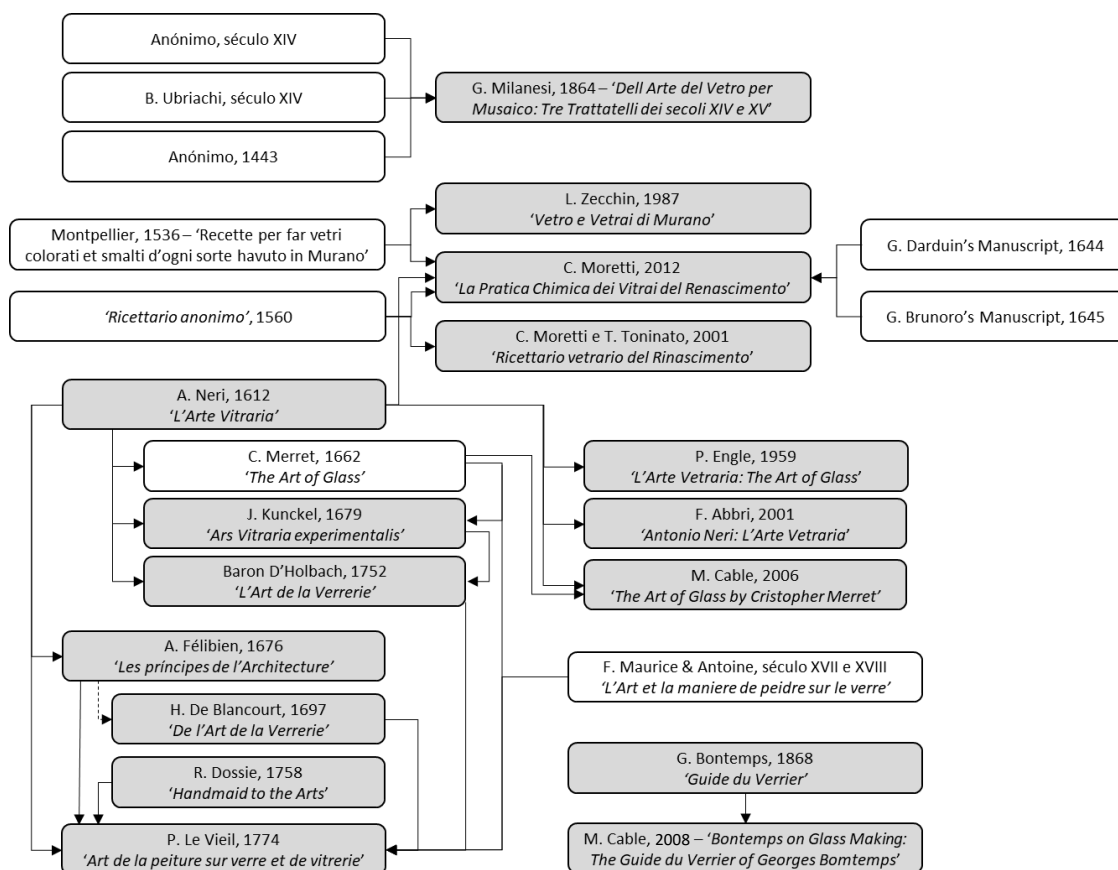 Anónimo, século XIV
B. Ubriachi, século XIV
Anónimo, 1443
G. Milanesi, 1864 – ‘Dell Arte del Vetro per
Musaico: Tre Trattatelli dei secoli XIV e XV’
L. Zecchin, 1987
‘Vetro e Vetrai di Murano’
Montpellier, 1536 – ‘Recette per far vetri
colorati et smalti d’ogni sorte havuto in Murano’
C. Moretti, 2012
‘La Pratica Chimica dei Vitrai del Renascimento’
G. Darduin’s Manuscript, 1644
G. Brunoro’s Manuscript, 1645
‘Ricettario anonimo’, 1560
C. Moretti e T. Toninato, 2001
‘Ricettario vetrario del Rinascimento’
A. Neri, 1612
‘L’Arte Vitraria’
C. Merret, 1662
‘The Art of Glass’
J. Kunckel, 1679
‘Ars Vitraria experimentalis’
Baron D’Holbach, 1752
‘L’Art de la Verrerie’
P. Engle, 1959
‘L’Arte Vetraria: The Art of Glass’
F. Abbri, 2001
‘Antonio Neri: L’Arte Vetraria’
M. Cable, 2006
‘The Art of Glass by Cristopher Merret’
A. Félibien, 1676
‘Les príncipes de l’Architecture’
H. De Blancourt, 1697
‘De l’Art de la Verrerie’
R. Dossie, 1758
‘Handmaid to the Arts’
P. Le Vieil, 1774
‘Art de la peiture sur verre et de vitrerie’
F. Maurice & Antoine, século XVII e XVIII
‘L’Art et la maniere de peidre sur le verre’
G. Bontemps, 1868
‘Guide du Verrier’
M. Cable, 2008 – ‘Bontemps on Glass Making:
The Guide du Verrier of Georges Bomtemps’